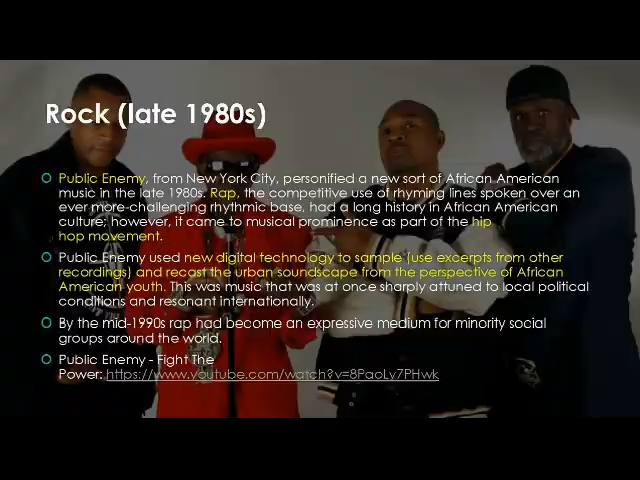 Rock (late 1980s)
Public Enemy, from New York City, personified a new sort of African American
music in the late 1980s. Rap, the competitive use of rhyming lines spoken over an
ever more-challenging rhythmic base, had a long history in African American
culture; however, it came to musical prominence as part of the hip
hop movement.
Public Enemy used new digital technology to sample (use excerpts from other
recordings) and recast the urban soundscape from the perspective of African
American youth. This was music that was at once sharply attuned to local political
conditions and resonant internationally.
By the mid-1990s rap had become an expressive medium for minority social
groups around the world.
Public Enemy - Fight The
Power: https://www.youtube.com/watch?v=8PaoLy7PHwk